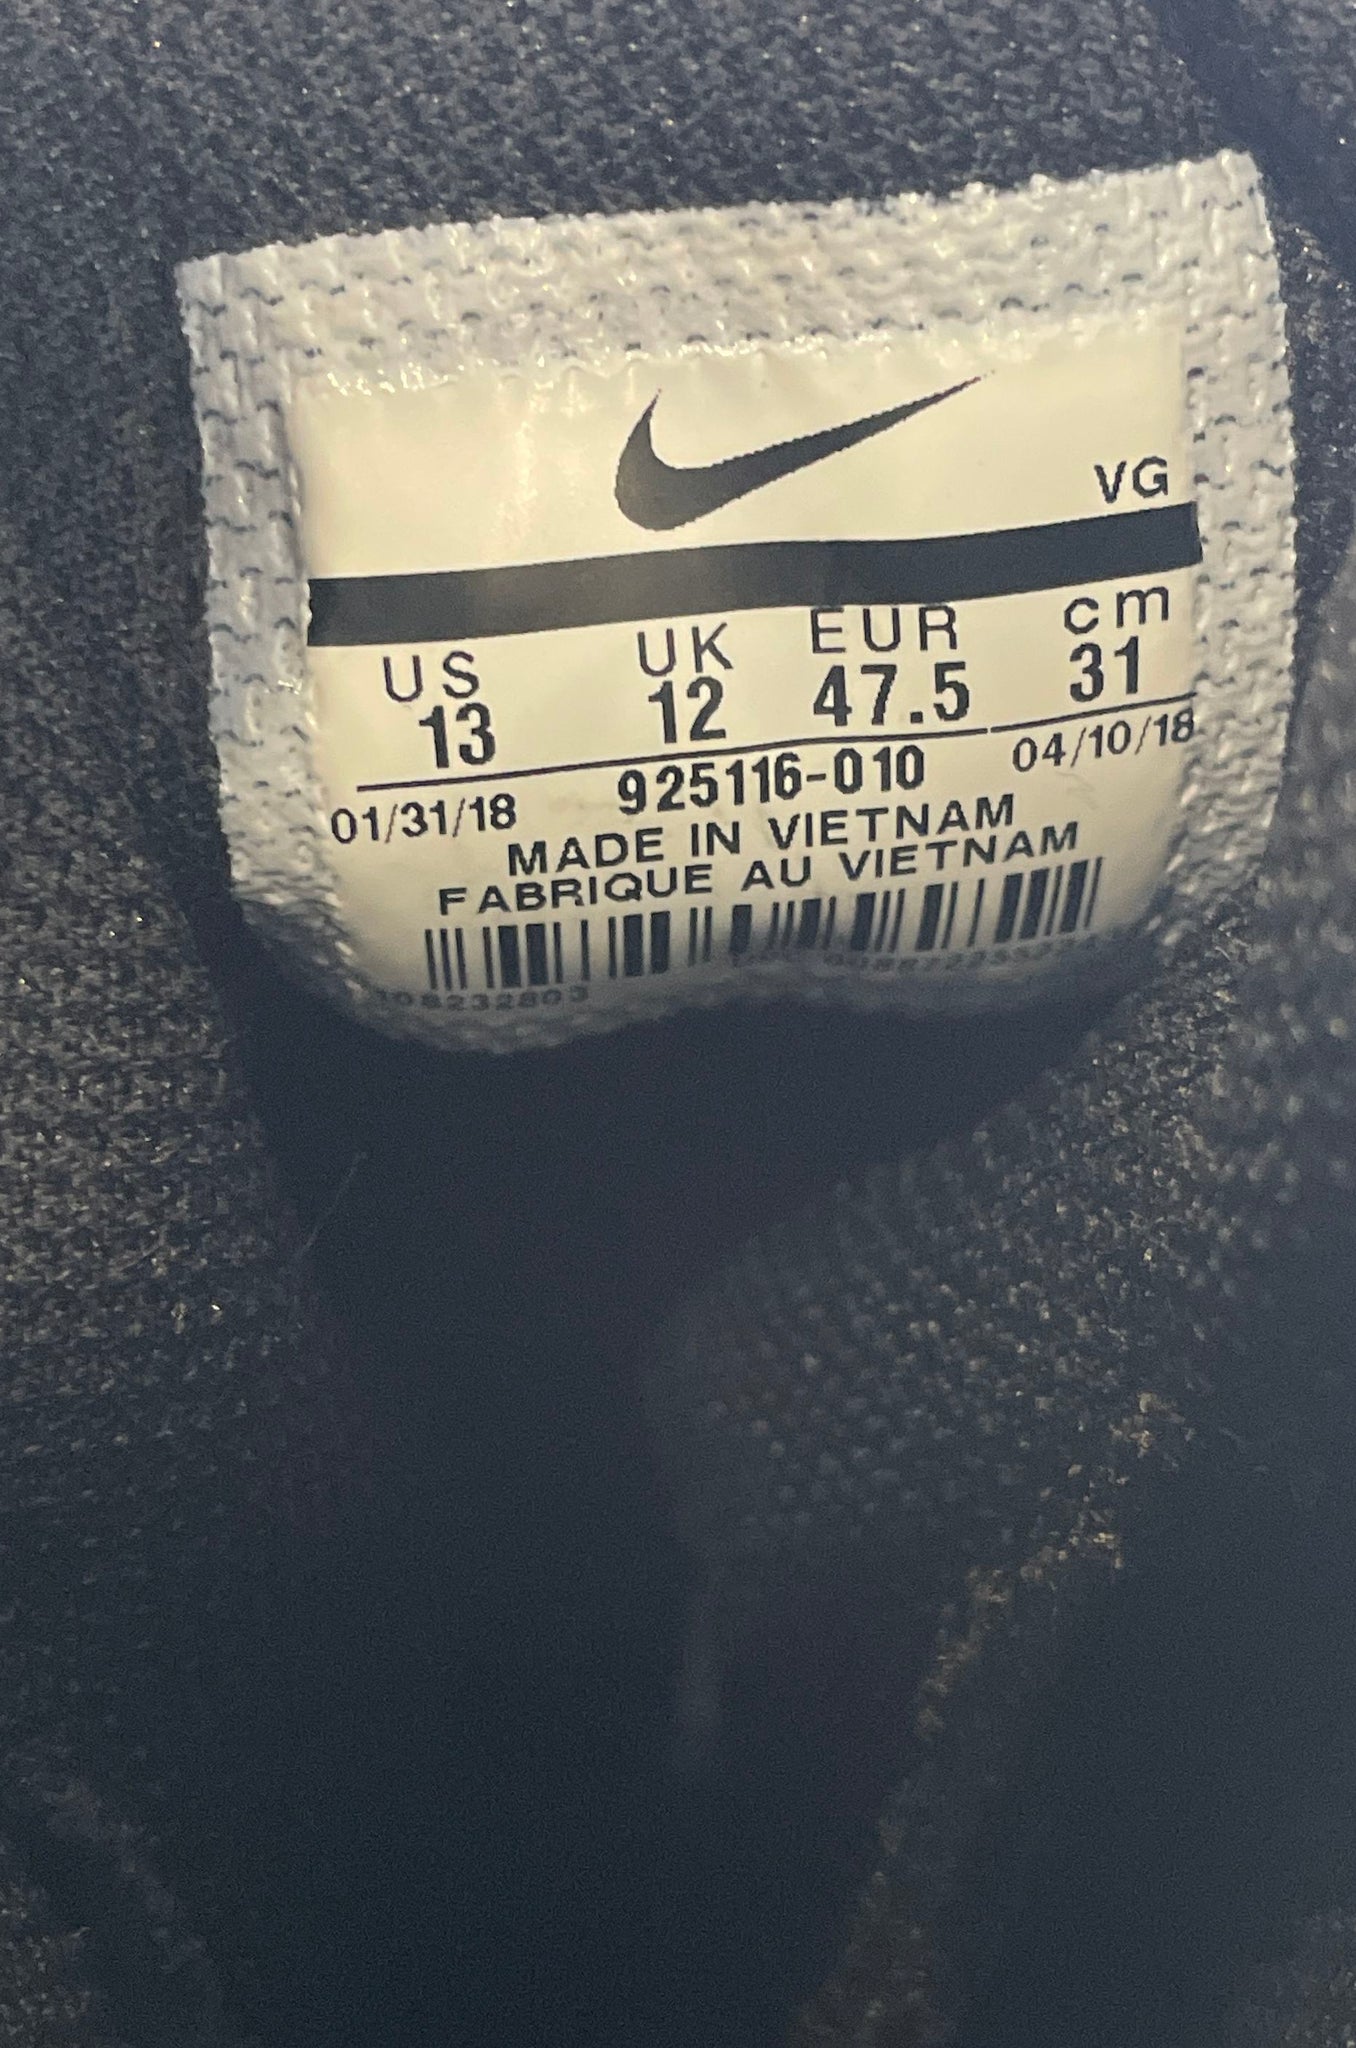 VG
US UK EUR cm
13 12 47.5 31
01/31/18 925116-010 04/10/18
MADE IN VIETNAM
FABRIQUE AU VIETNAM